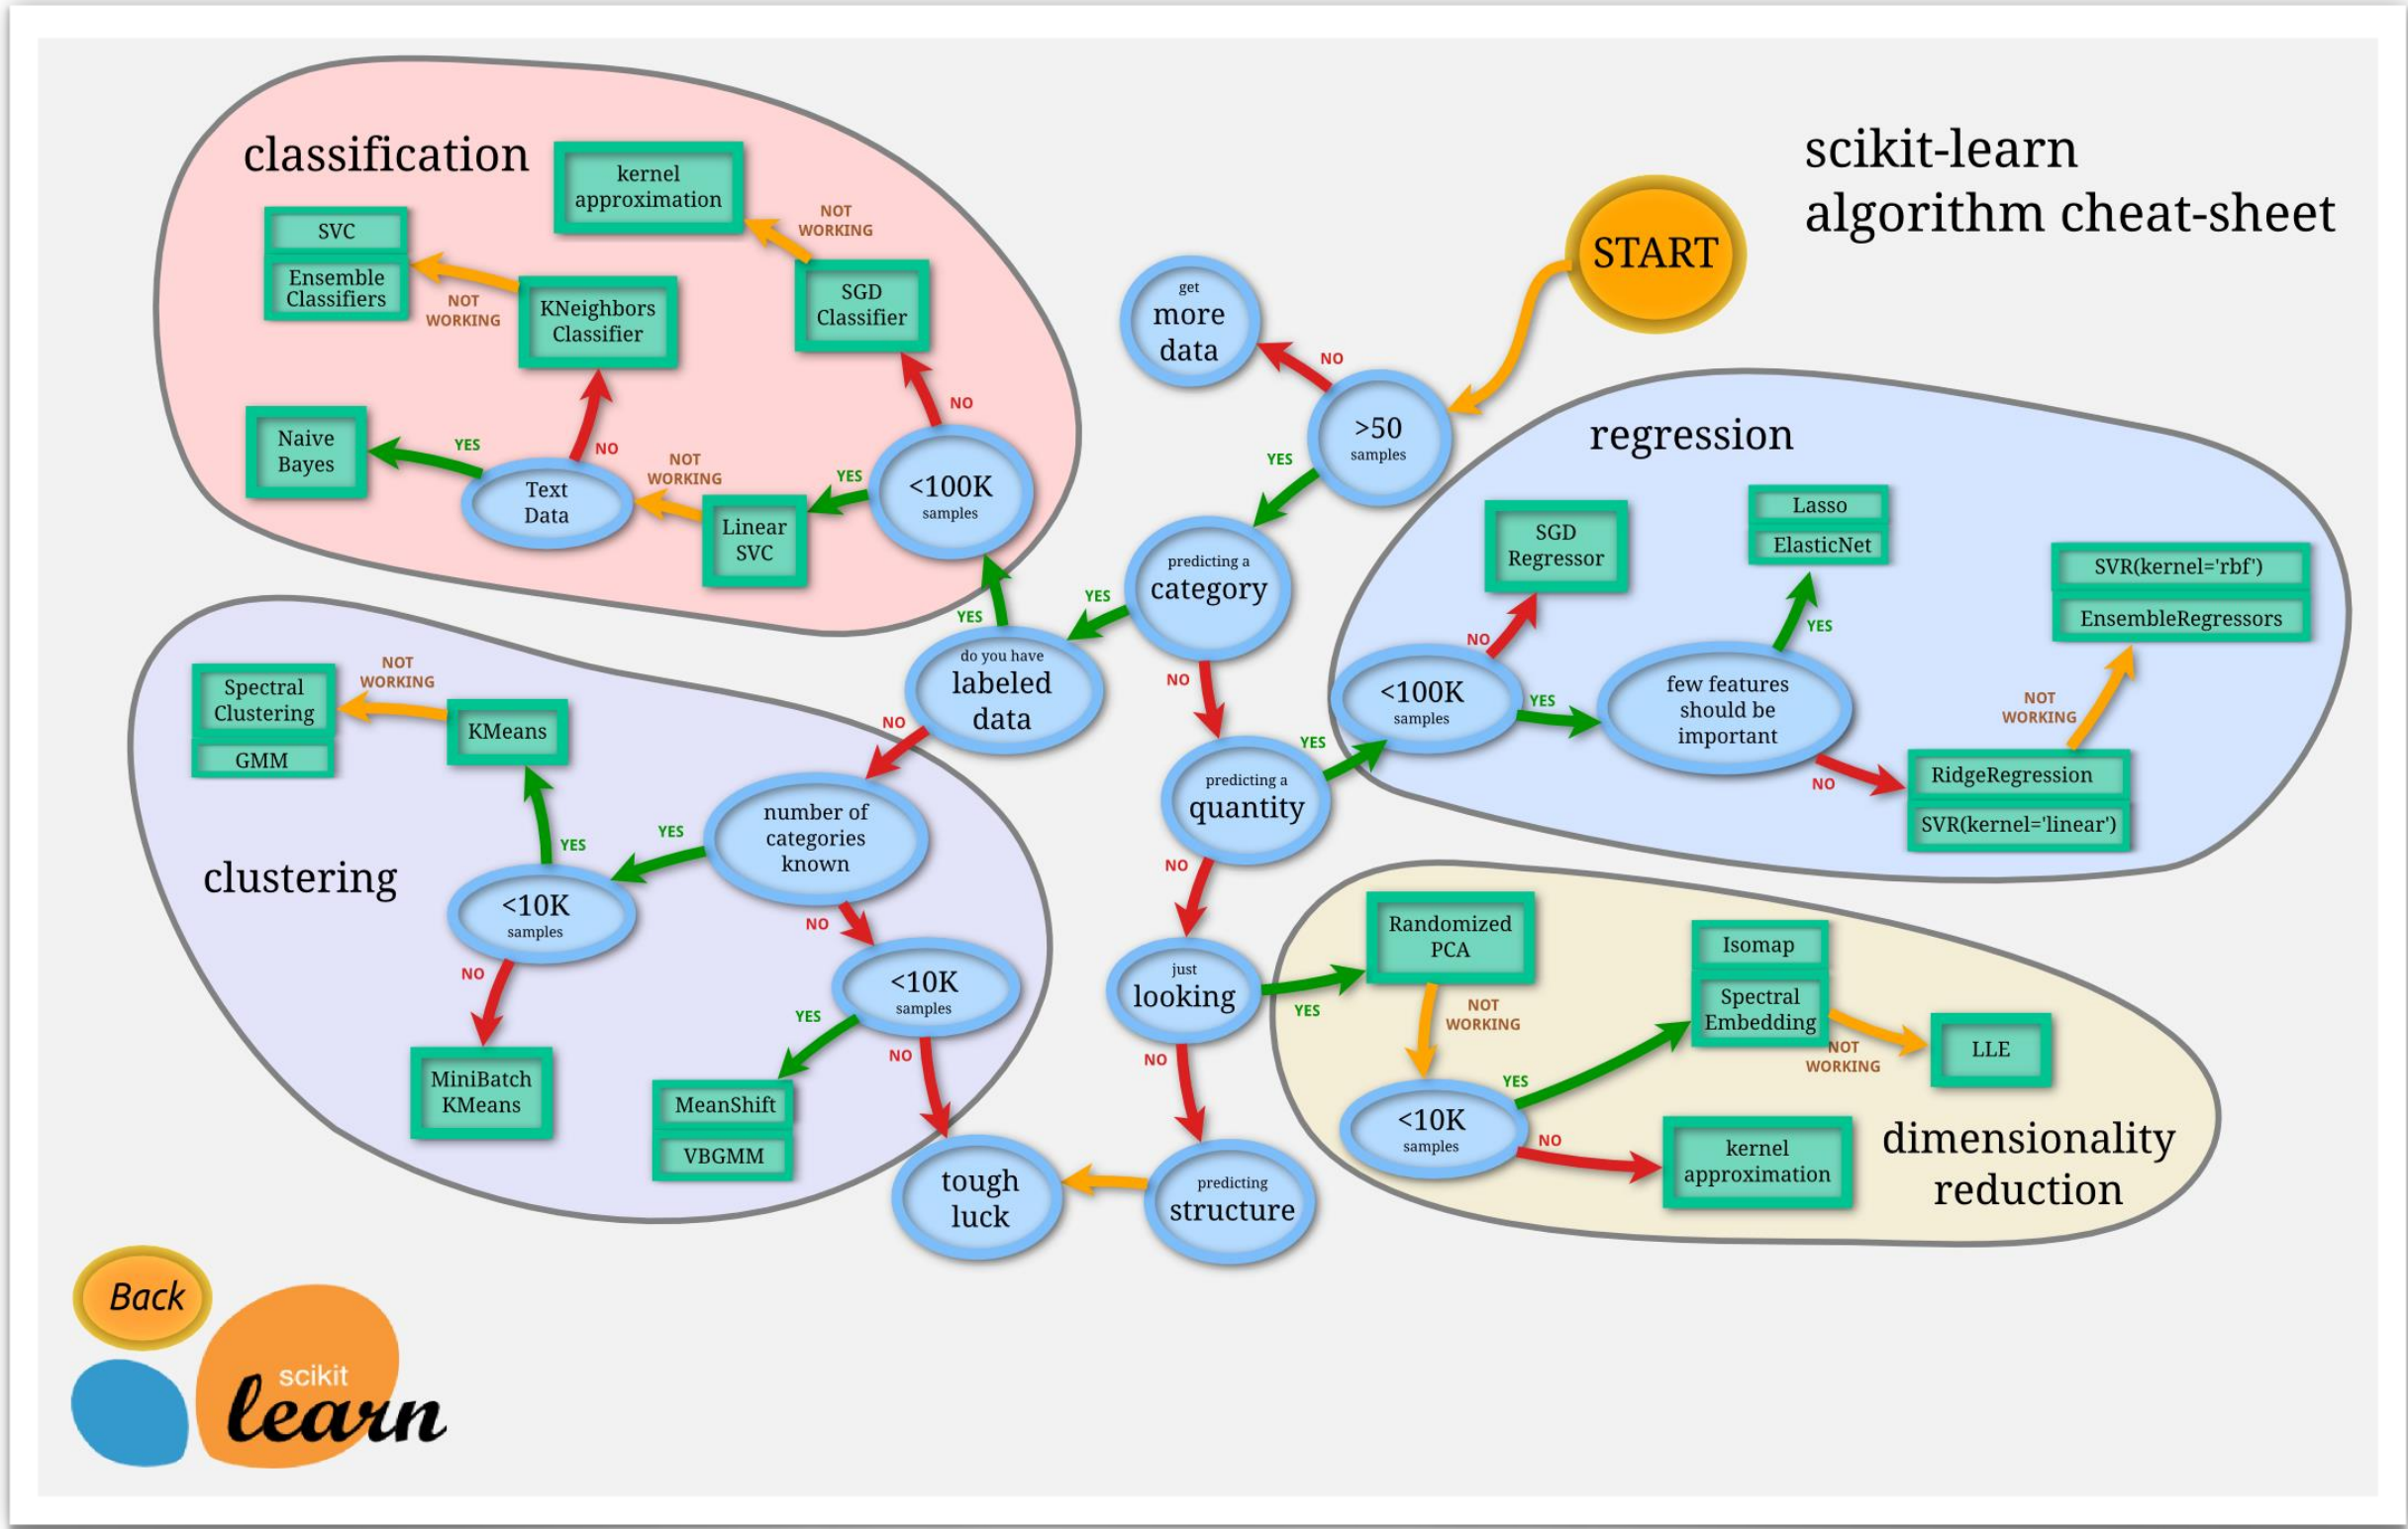 scikit-learn
algorithm cheat-sheet
START
>50
samples
NO
get
more
data
YES
predicting a
category
YES
do you have
labeled
data
YES
NO
NO
predicting a
quantity
YES
NO
just
looking
YES
NO
predicting
structure
tough
luck
classification
kernel
approximation
NOT
WORKING
SGD
Classifier
NO
<100K
samples
YES
Linear
SVC
NOT
WORKING
Text
Data
YES
Naive
Bayes
NO
KNeighbors
Classifier
NOT
WORKING
SVC
Ensemble
Classifiers
regression
<100K
samples
NO
SGD
Regressor
YES
few features
should be
important
YES
Lasso
ElasticNet
NO
RidgeRegression
SVR(kernel='linear')
NOT
WORKING
SVR(kernel='rbf')
EnsembleRegressors
clustering
number of
categories
known
YES
<10K
samples
YES
KMeans
NOT
WORKING
Spectral
Clustering
GMM
NO
MiniBatch
KMeans
NO
<10K
samples
YES
MeanShift
VBGMM
NO
dimensionality
reduction
Randomized
PCA
NOT
WORKING
<10K
samples
YES
Isomap
Spectral
Embedding
NOT
WORKING
LLE
NO
kernel
approximation
Back
scikit
learn